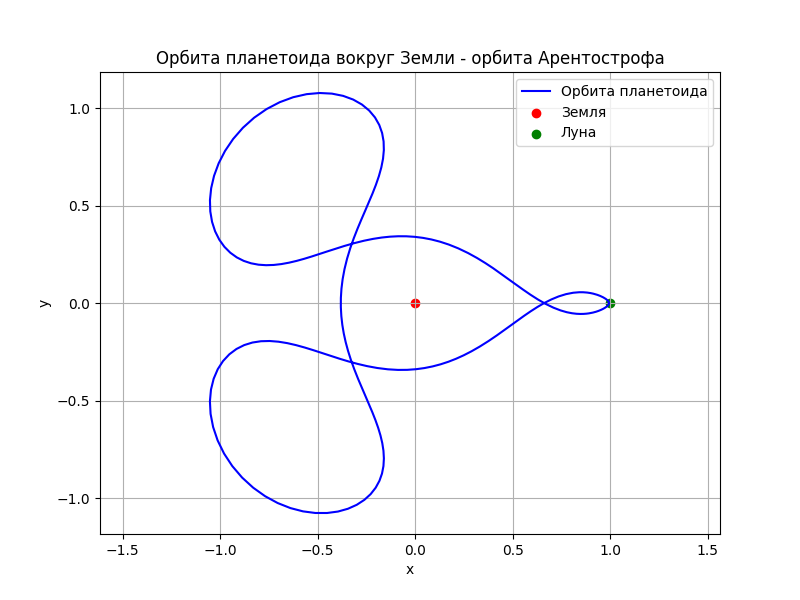 Орбита планетоида вокруг Земли - орбита Арентострофа
Орбита планетоида
Земля
Луна
1.0
0.5
0.0
−0.5
−1.0
y
−1.5
−1.0
−0.5
0.0
0.5
1.0
1.5
x